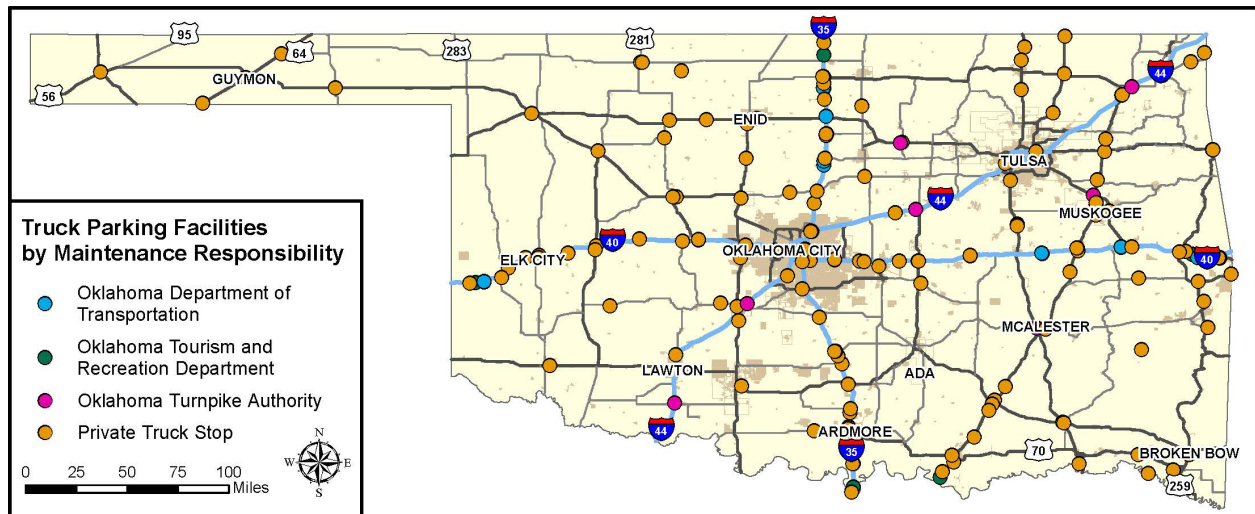 35
95
281
64
283
44
GUYMON
56
ENID
TULSA
44
MUSKOGEE
40
OKLAHOMA CITY
ELK CITY
40
MCALESTER
LAWTON
ADA
ARDMORE
44
35
70
BROKEN BOW
259
Truck Parking Facilities
by Maintenance Responsibility
Oklahoma Department of
Transportation
Oklahoma Tourism and
Recreation Department
Oklahoma Turnpike Authority
Private Truck Stop
N
W E
S
0 25 50 75 100
Miles